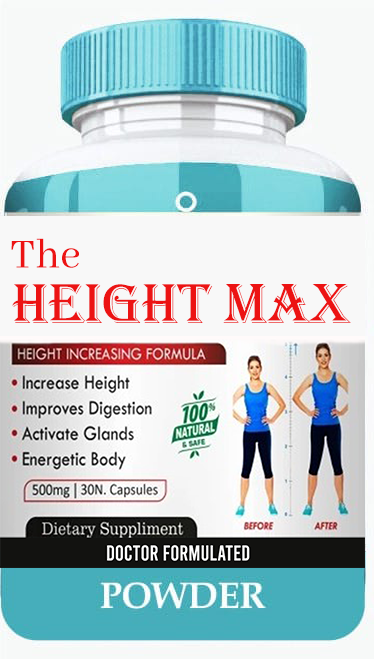 The
HEIGHT MAX
HEIGHT INCREASING FORMULA
• Increase Height
• Improves Digestion
• Activate Glands
• Energetic Body
100%
NATURAL
& SAFE
500mg | 30N. Capsules
BEFORE
AFTER
Dietary Suppliment
DOCTOR FORMULATED
POWDER